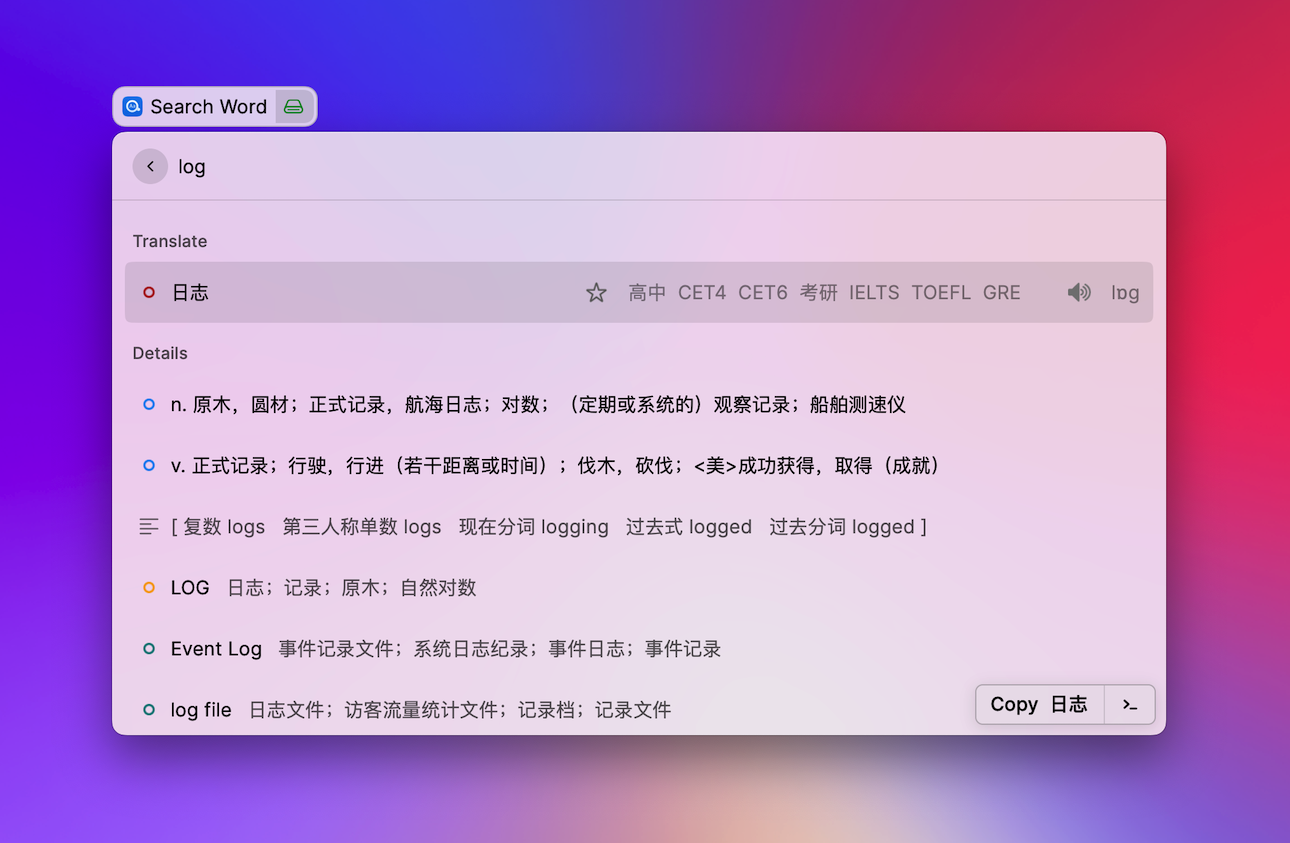 Search Word
log
Translate
日志 高中 CET4 CET6 考研 IELTS TOEFL GRE lɒg
Details
n. 原木，圆材；正式记录，航海日志；对数；（定期或系统的）观察记录；船舶测速仪
v. 正式记录；行驶，行进（若干距离或时间）；伐木，砍伐；<美>成功获得，取得（成就）
[ 复数 logs 第三人称单数 logs 现在分词 logging 过去式 logged 过去分词 logged ]
LOG 日志；记录；原木；自然对数
Event Log 事件记录文件；系统日志纪录；事件日志；事件记录
log file 日志文件；访客流量统计文件；记录档；记录文件
Copy 日志